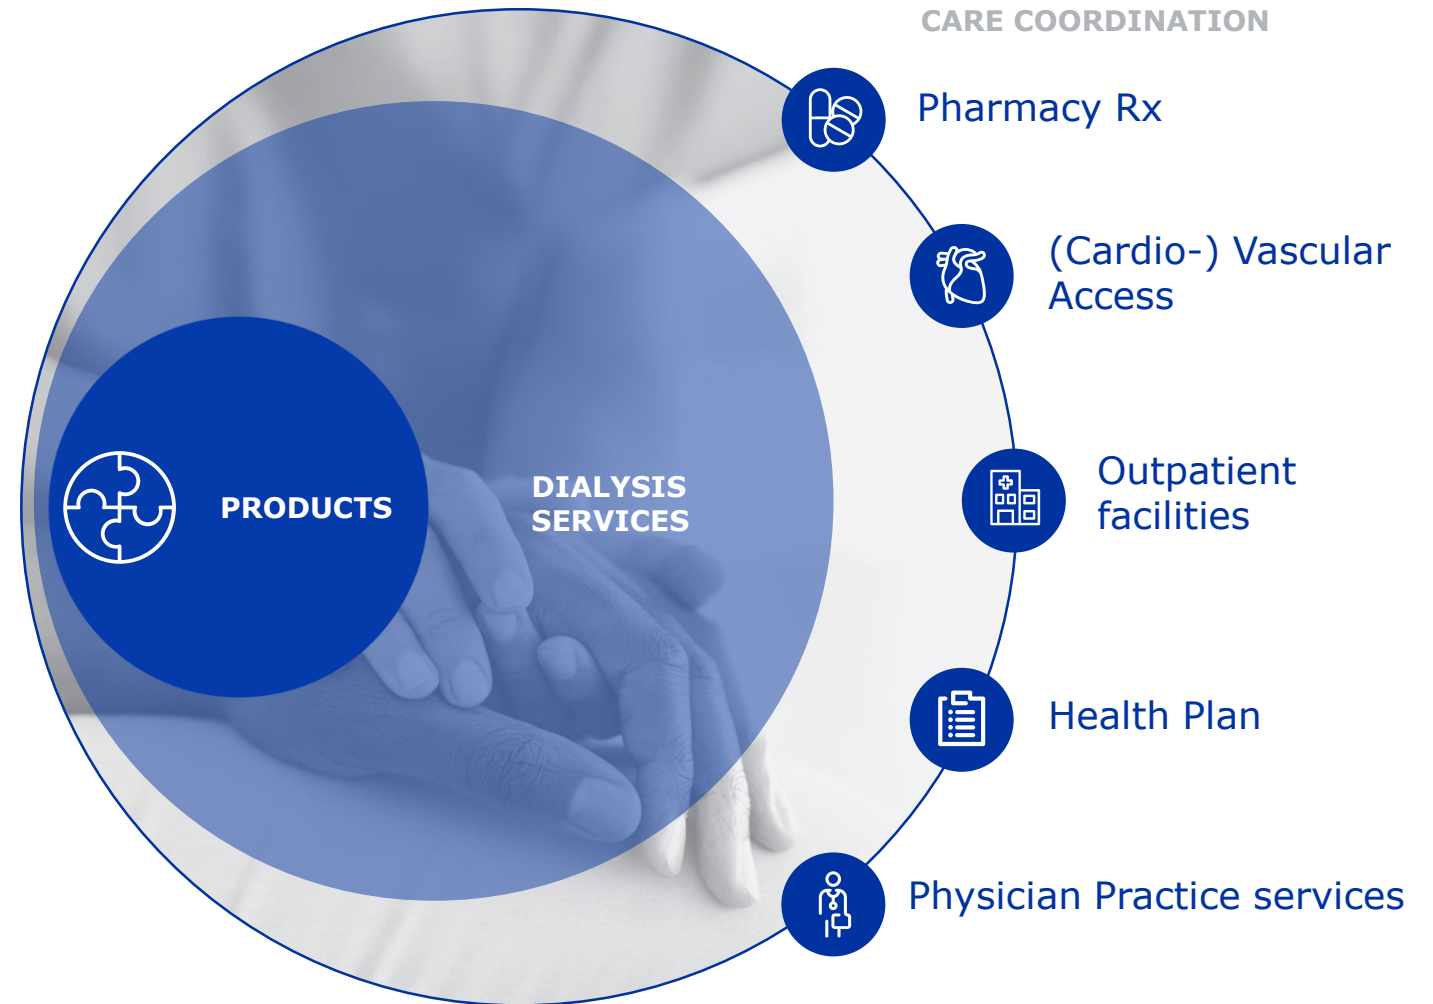 CARE COORDINATION
Pharmacy Rx
(Cardio-) Vascular
Access
Outpatient
facilities
Health Plan
Physician Practice services
PRODUCTS
DIALYSIS
SERVICES